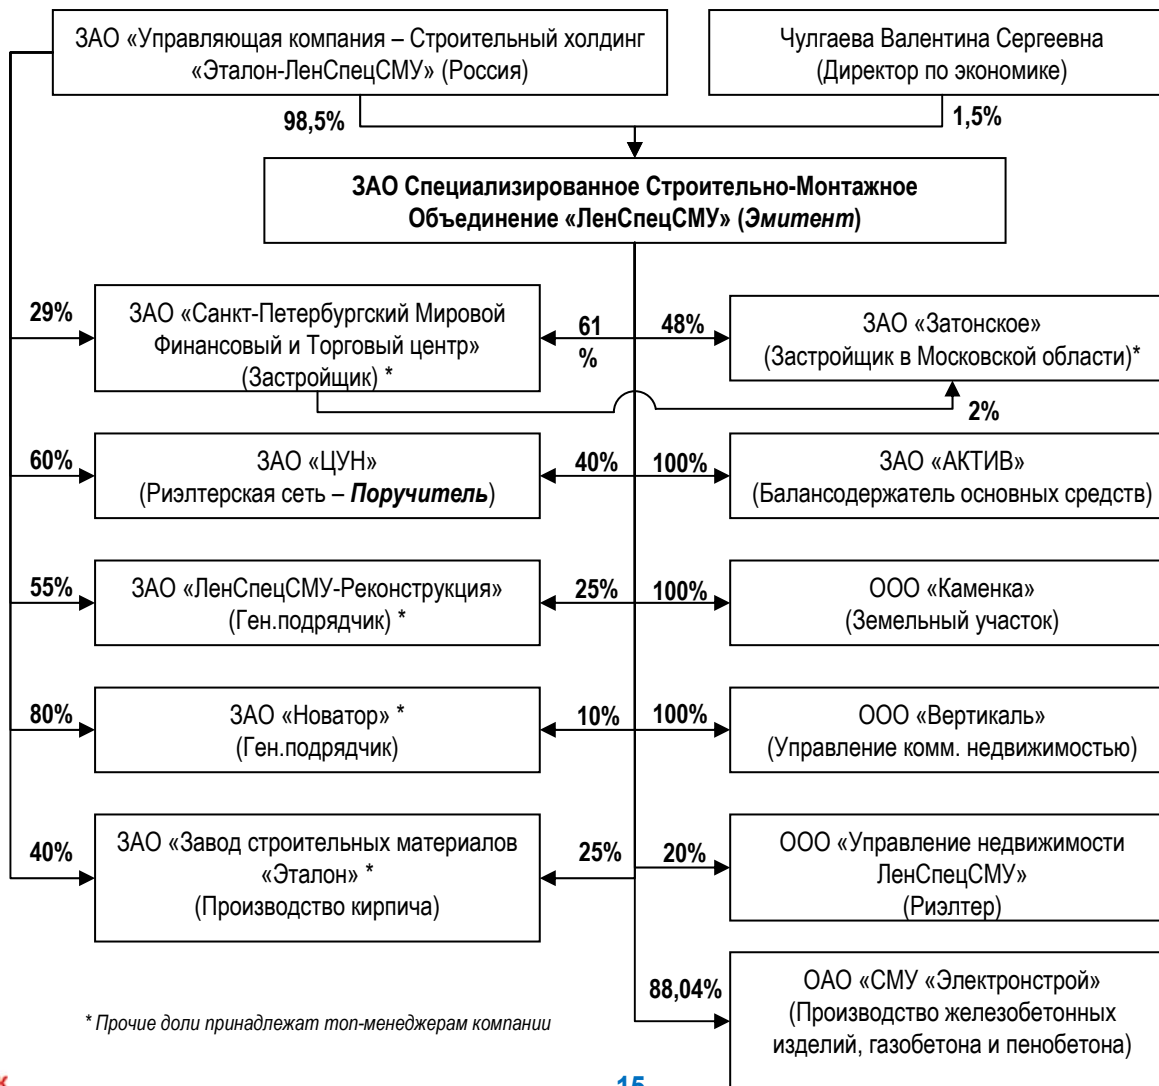 ЗАО «Управляющая компания – Строительный холдинг
«Эталон-ЛенСпецСМУ» (Россия)
Чулгаева Валентина Сергеевна
(Директор по экономике)
98,5%
1,5%
ЗАО Специализированное Строительно-Монтажное
Объединение «ЛенСпецСМУ» (Эмитент)
29%
ЗАО «Санкт-Петербургский Мировой
Финансовый и Торговый центр»
(Застройщик) *
61
%
48%
ЗАО «Затонское»
(Застройщик в Московской области)*
2%
60%
ЗАО «ЦУН»
(Риэлтерская сеть – Поручитель)
40%
100%
ЗАО «АКТИВ»
(Балансодержатель основных средств)
55%
ЗАО «ЛенСпецСМУ-Реконструкция»
(Ген.подрядчик) *
25%
100%
ООО «Каменка»
(Земельный участок)
80%
ЗАО «Новатор» *
(Ген.подрядчик)
10%
100%
ООО «Вертикаль»
(Управление комм. недвижимостью)
40%
ЗАО «Завод строительных материалов
«Эталон» *
(Производство кирпича)
25%
20%
ООО «Управление недвижимости
ЛенСпецСМУ»
(Риэлтер)
88,04%
ОАО «СМУ «Электронстрой»
(Производство железобетонных
изделий, газобетона и пенобетона)
* Прочие доли принадлежат топ-менеджерам компании
15